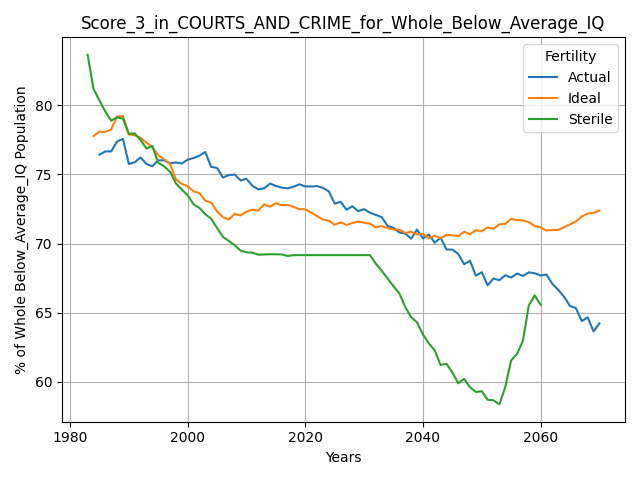 Score_3_in_COURTS_AND_CRIME_for_Whole_Below_Average_IQ
% of Whole Below_Average_IQ Population
80
75
70
65
60
Fertility
Actual
Ideal
Sterile
1980
2000
2020
2040
2060
Years